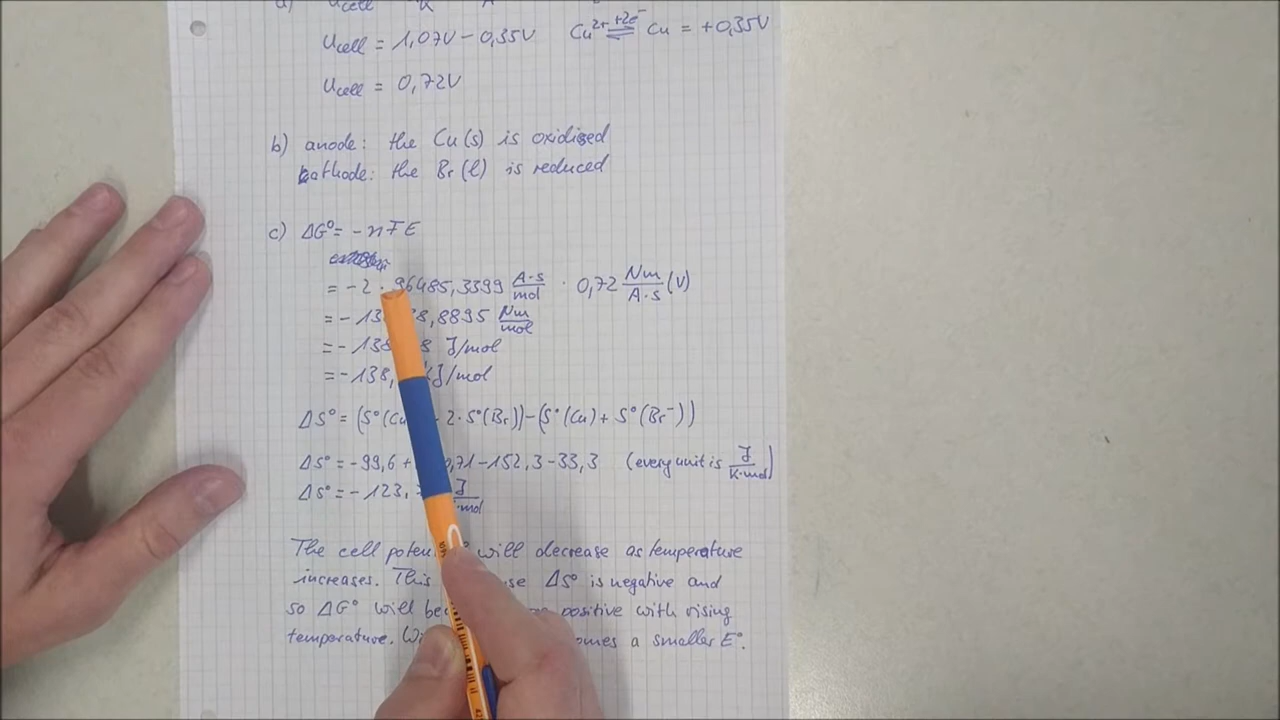 a) Ucell
Ucell = 1,07V - 0,35V Cu²⁺ +2e⁻ ⇌ Cu = +0,35V
Ucell = 0,72V
b) anode: the Cu(s) is oxidised
cathode: the Br(l) is reduced
c) ΔG° = -nFE
= -2 · 96485,3399 A·s/mol · 0,72 Nm/A·s (V)
= -13 8,8895 Nm/mol
= -138 8 J/mol
= -138, kJ/mol
ΔS° = (S°(Cu 2·S°(Br))-(S°(Cu) + S°(Br⁻))
ΔS° = -99,6 + 0,71 - 152,3 - 33,3 (every unit is J/K·mol)
ΔS° = -123, J/ mol
The cell will decrease as temperature
increases. This ΔS° is negative and
so ΔG° will positive with rising
temperature. a smaller E°.